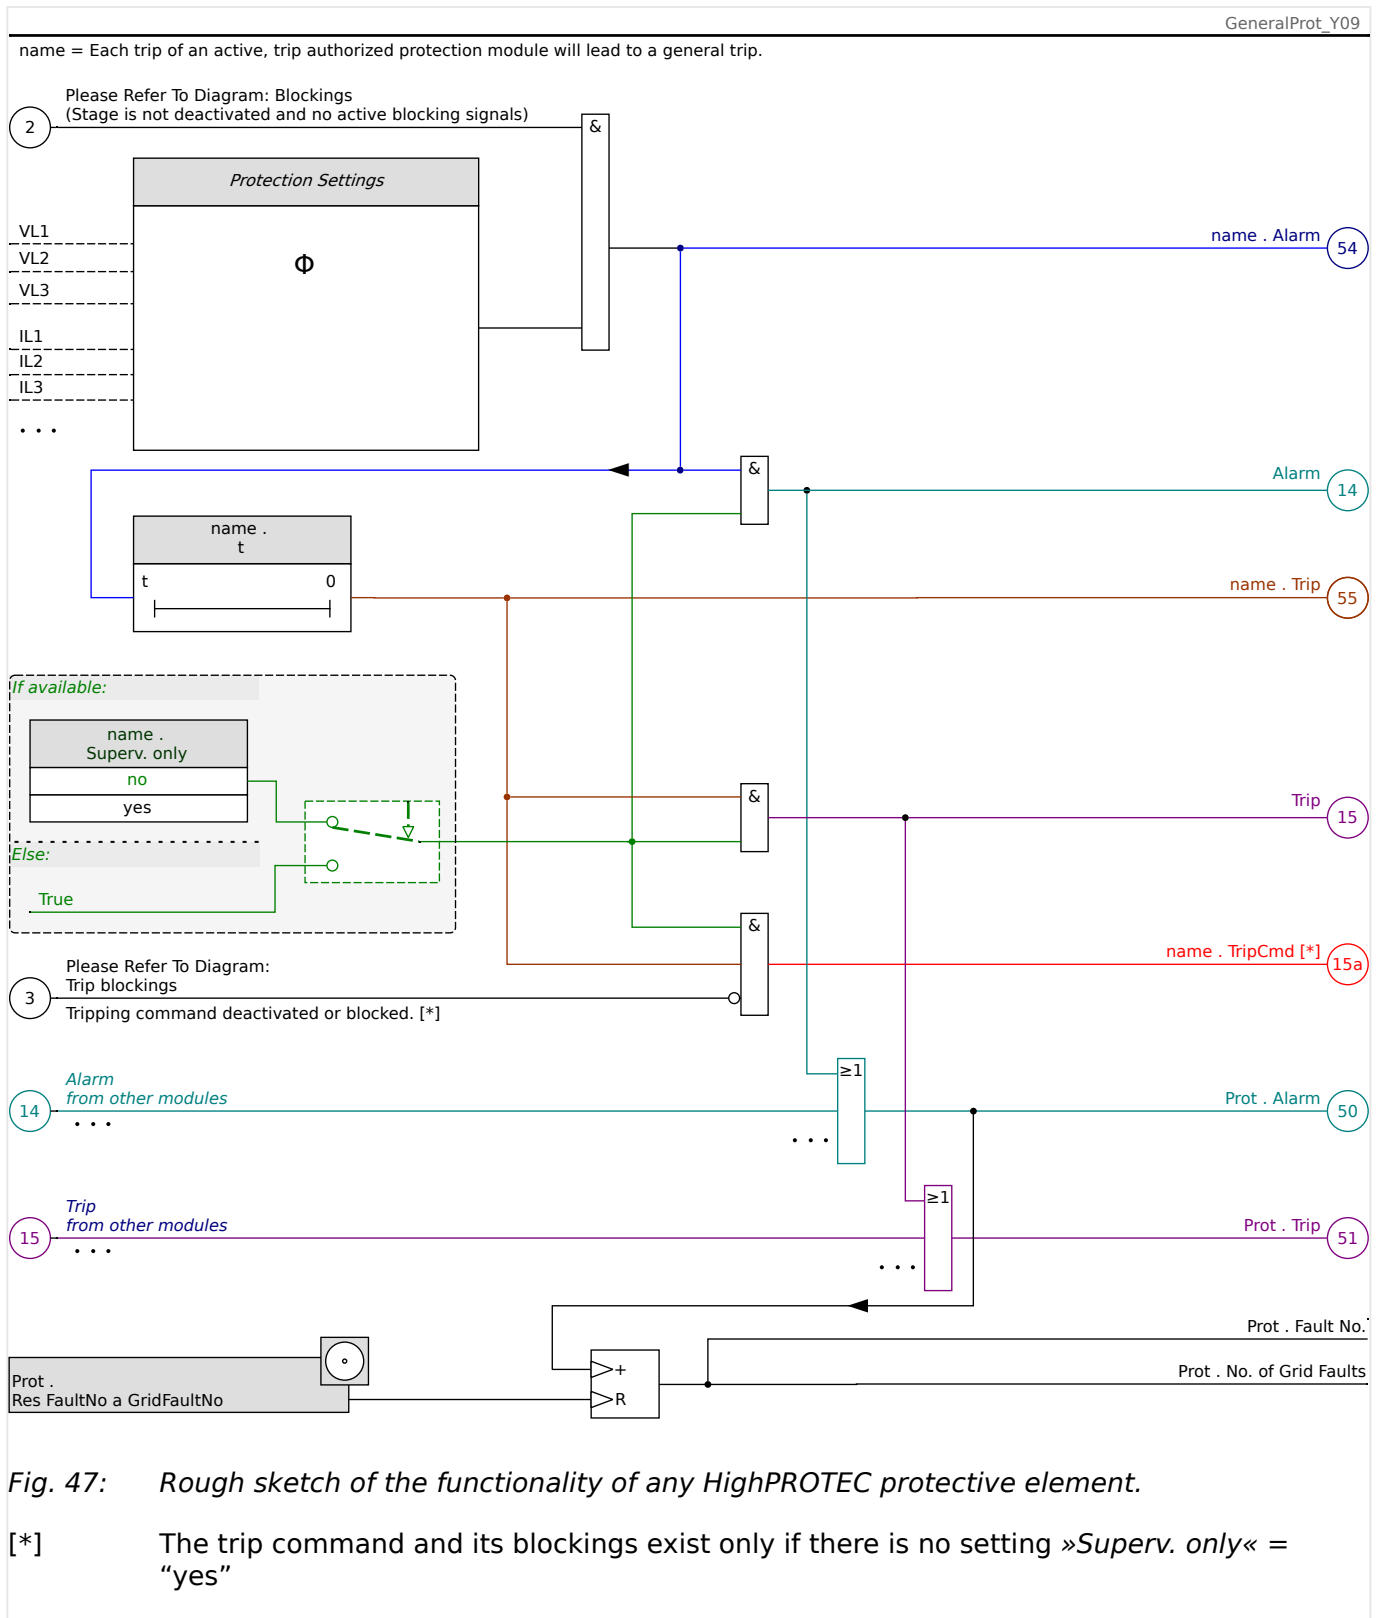 GeneralProt_Y09
name = Each trip of an active, trip authorized protection module will lead to a general trip.
Please Refer To Diagram: Blockings
(Stage is not deactivated and no active blocking signals)
2
&
Protection Settings
Φ
VL1
VL2
VL3
IL1
IL2
IL3
. . .
name . Alarm
54
&
Alarm
14
name .
t
t 0
name . Trip
55
If available:
name .
Superv. only
no
yes
Else:
True
&
Trip
15
&
name . TripCmd [*]
15a
Please Refer To Diagram:
Trip blockings
3
Tripping command deactivated or blocked. [*]
Alarm
from other modules
14
. . .
≥1
. . .
Prot . Alarm
50
Trip
from other modules
15
. . .
≥1
. . .
Prot . Trip
51
Prot .
Res FaultNo a GridFaultNo
+
R
Prot . Fault No.
Prot . No. of Grid Faults
Fig. 47: Rough sketch of the functionality of any HighPROTEC protective element.
[*] The trip command and its blockings exist only if there is no setting »Superv. only« =
“yes”